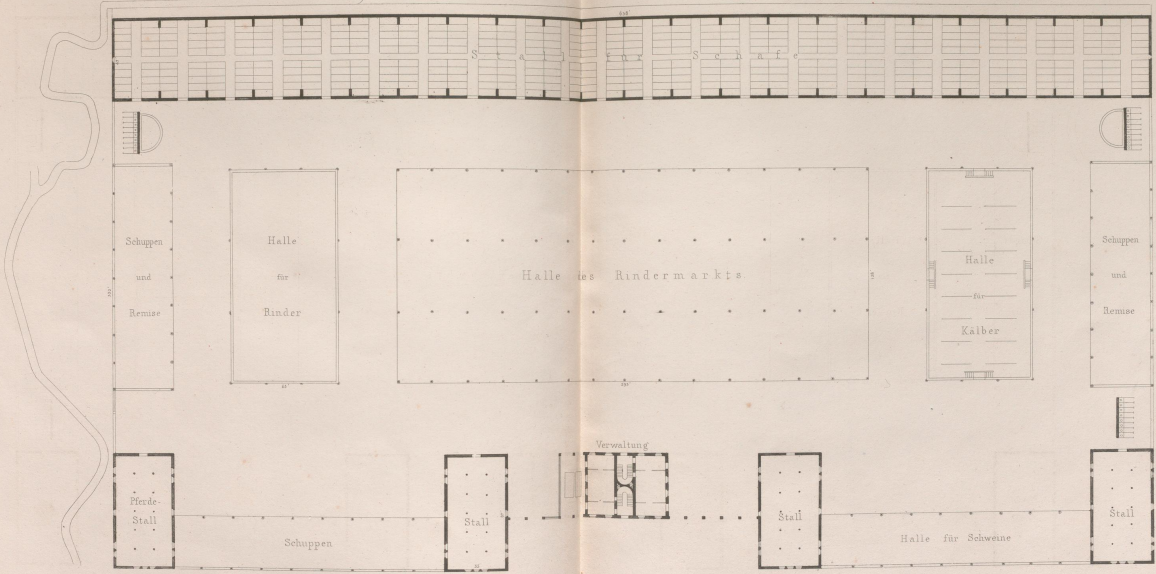 Stall für Schafe
Schuppen
und
Remise
Halle
für
Rinder
Halle des Rindermarkts
Halle
für
Kälber
Schuppen
und
Remise
Verwaltung
Pferde-
Stall
Schuppen
Stall
Stall
Halle für Schweine
Stall